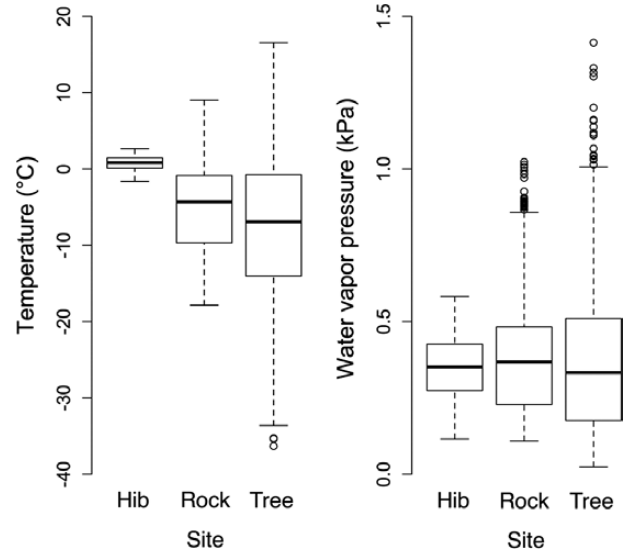 Temperature (°C)
20
10
0
-10
-20
-30
-40
Hib Rock Tree
Site
Water vapor pressure (kPa)
1.5
1.0
0.5
0.0
Hib Rock Tree
Site